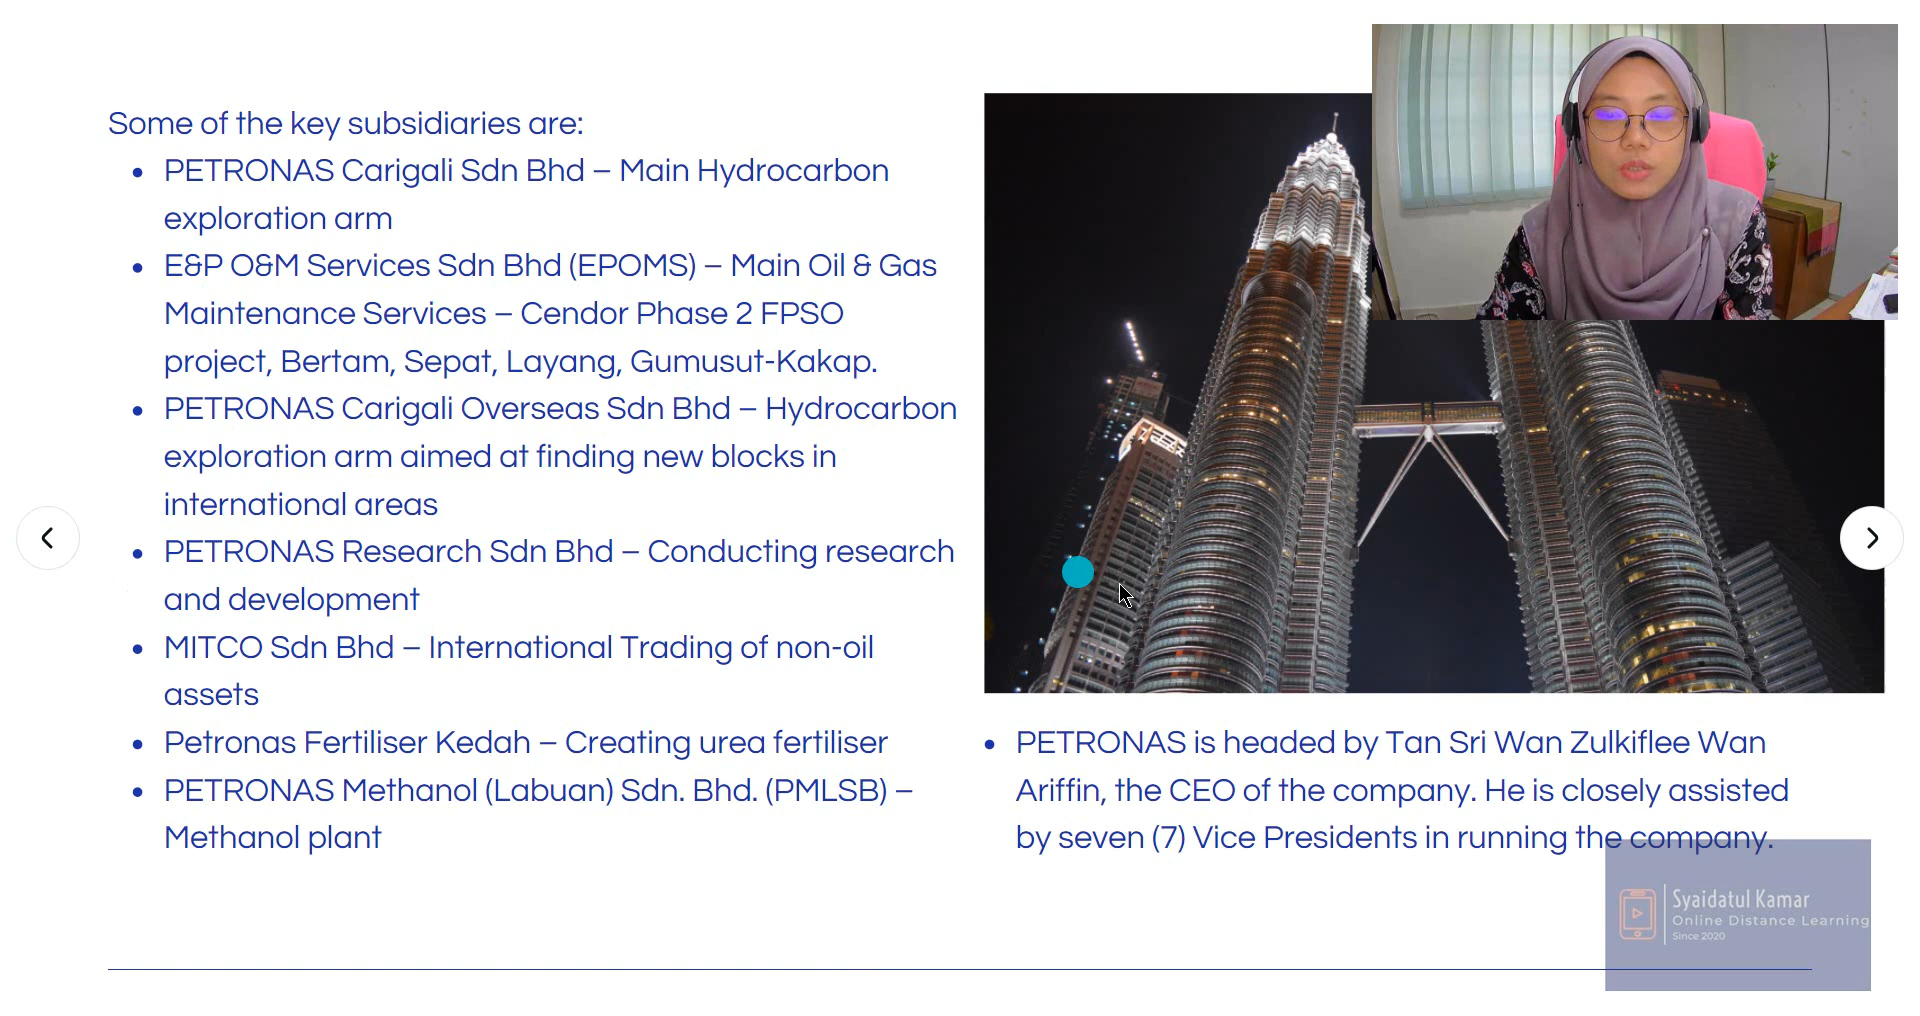 Some of the key subsidiaries are:
• PETRONAS Carigali Sdn Bhd – Main Hydrocarbon
exploration arm
• E&P O&M Services Sdn Bhd (EPOMS) – Main Oil & Gas
Maintenance Services – Cendor Phase 2 FPSO
project, Bertam, Sepat, Layang, Gumusut-Kakap.
• PETRONAS Carigali Overseas Sdn Bhd – Hydrocarbon
exploration arm aimed at finding new blocks in
international areas
• PETRONAS Research Sdn Bhd – Conducting research
and development
• MITCO Sdn Bhd – International Trading of non-oil
assets
• Petronas Fertiliser Kedah – Creating urea fertiliser
• PETRONAS Methanol (Labuan) Sdn. Bhd. (PMLSB) –
Methanol plant
• PETRONAS is headed by Tan Sri Wan Zulkiflee Wan
Ariffin, the CEO of the company. He is closely assisted
by seven (7) Vice Presidents in running the company.
Syaidatul Kamar
Online Distance Learning
Since 2020